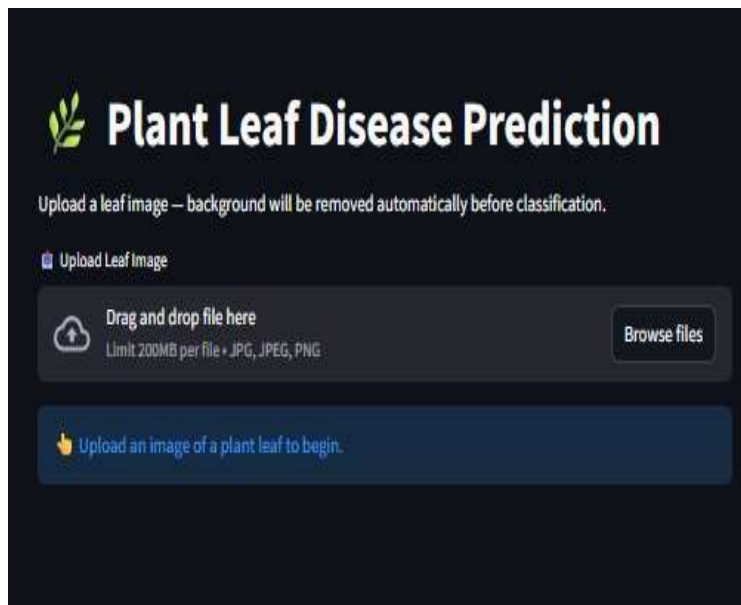 Plant Leaf Disease Prediction
Upload a leaf image — background will be removed automatically before classification.
Upload Leaf Image
Drag and drop file here
Limit 200MB per file • JPG, JPEG, PNG
Browse files
Upload an image of a plant leaf to begin.